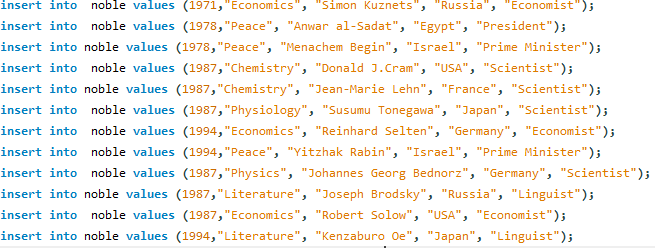 insert into  noble values (1971,"Economics", "Simon Kuznets", "Russia", "Economist");
insert into  noble values (1978,"Peace", "Anwar al-Sadat", "Egypt", "President");
insert into noble values (1978,"Peace", "Menachem Begin", "Israel", "Prime Minister");
insert into  noble values (1987,"Chemistry", "Donald J.Cram", "USA", "Scientist");
insert into noble values (1987,"Chemistry", "Jean-Marie Lehn", "France", "Scientist");
insert into  noble values (1987,"Physiology", "Susumu Tonegawa", "Japan", "Scientist");
insert into  noble values (1994,"Economics", "Reinhard Selten", "Germany", "Economist");
insert into  noble values (1994,"Peace", "Yitzhak Rabin", "Israel", "Prime Minister");
insert into  noble values (1987,"Physics", "Johannes Georg Bednorz", "Germany", "Scientist");
insert into noble values (1987,"Literature", "Joseph Brodsky", "Russia", "Linguist");
insert into  noble values (1987,"Economics", "Robert Solow", "USA", "Economist");
insert into noble values (1994,"Literature", "Kenzaburo Oe", "Japan", "Linguist");